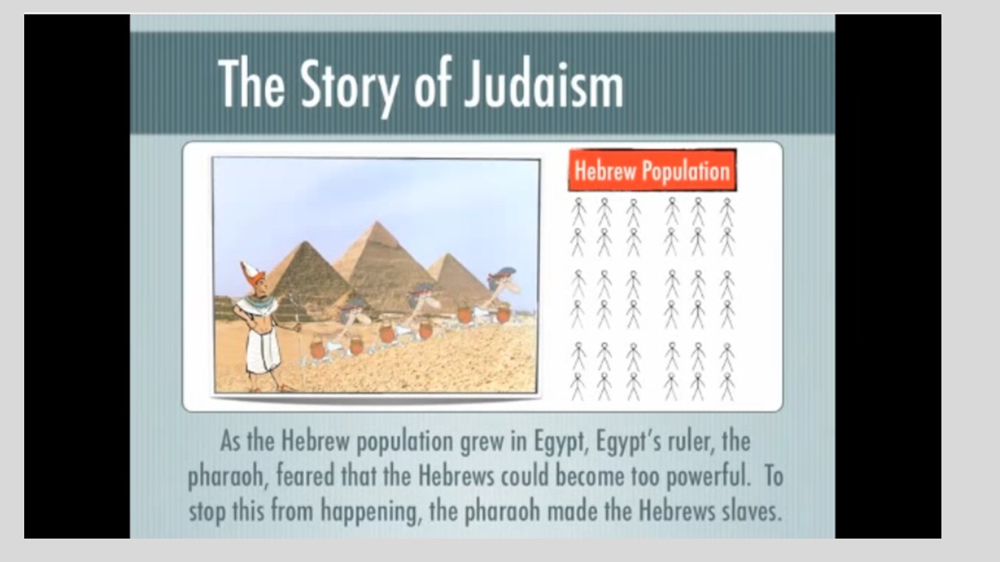 The Story of Judaism
Hebrew Population
As the Hebrew population grew in Egypt, Egypt's ruler, the
pharaoh, feared that the Hebrews could become too powerful.  To
stop this from happening, the pharaoh made the Hebrews slaves.